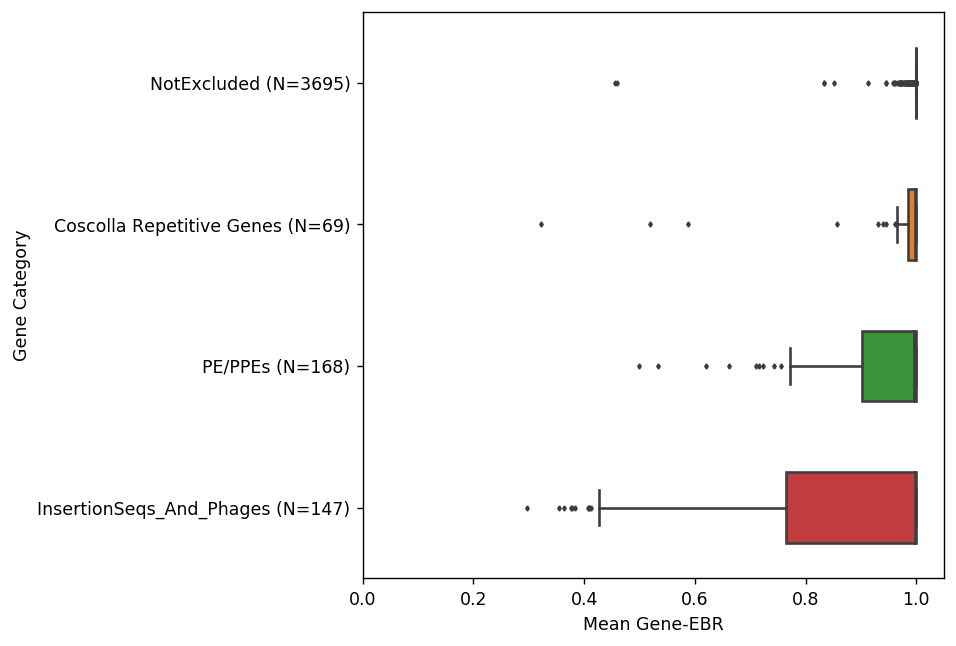 NotExcluded (N=3695)
Coscolla Repetitive Genes (N=69)
PE/PPEs (N=168)
InsertionSeqs_And_Phages (N=147)
Gene Category
0.0 0.2 0.4 0.6 0.8 1.0
Mean Gene-EBR